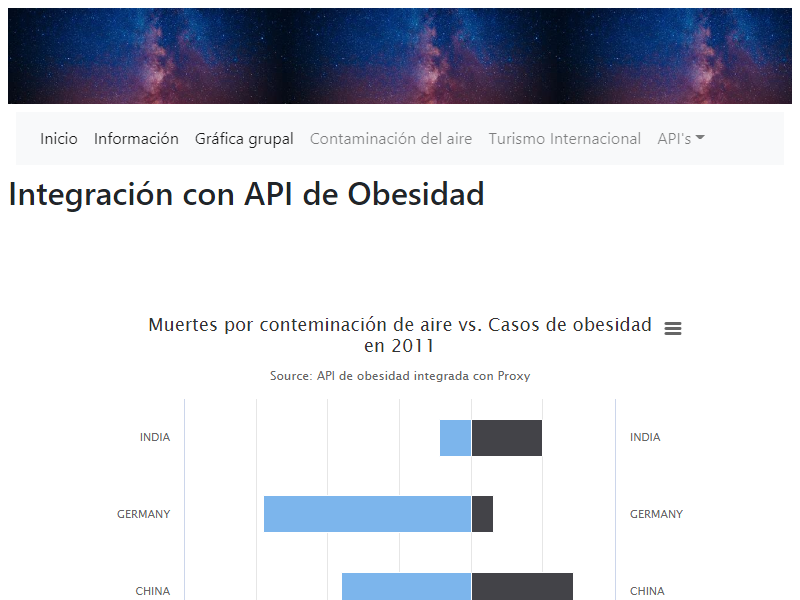 Inicio Información Gráfica grupal Contaminación del aire Turismo Internacional API's
Integración con API de Obesidad
Muertes por conteminación de aire vs. Casos de obesidad
en 2011
Source: API de obesidad integrada con Proxy
INDIA INDIA
GERMANY GERMANY
CHINA CHINA